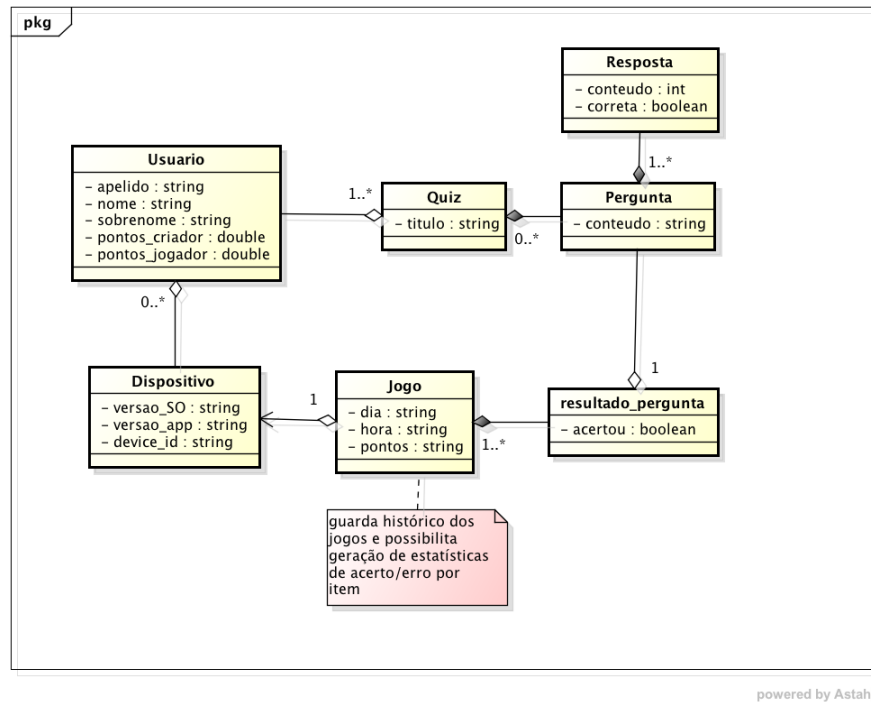 pkg
Resposta
- conteudo : int
- correta : boolean
1..*
Usuario
- apelido : string
- nome : string
- sobrenome : string
- pontos_criador : double
- pontos_jogador : double
1..*
Quiz
- titulo : string
0..*
Pergunta
- conteudo : string
0..*
Dispositivo
- versao_SO : string
- versao_app : string
- device_id : string
1
Jogo
- dia : string
- hora : string
- pontos : string
1..*
1
resultado_pergunta
- acertou : boolean
guarda histórico dos
jogos e possibilita
geração de estatísticas
de acerto/erro por
item
powered by Astah